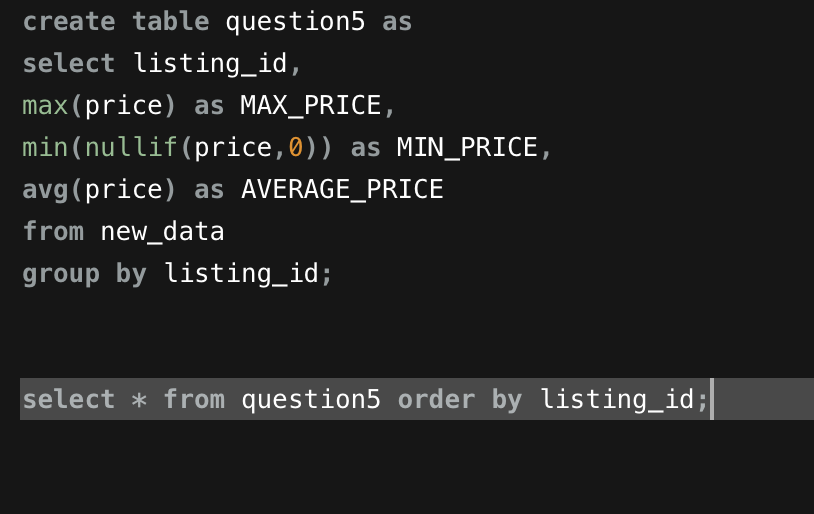 create table question5 as
select listing_id,
max(price) as MAX_PRICE,
min(nullif(price,0)) as MIN_PRICE,
avg(price) as AVERAGE_PRICE
from new_data
group by listing_id;
select * from question5 order by listing_id;